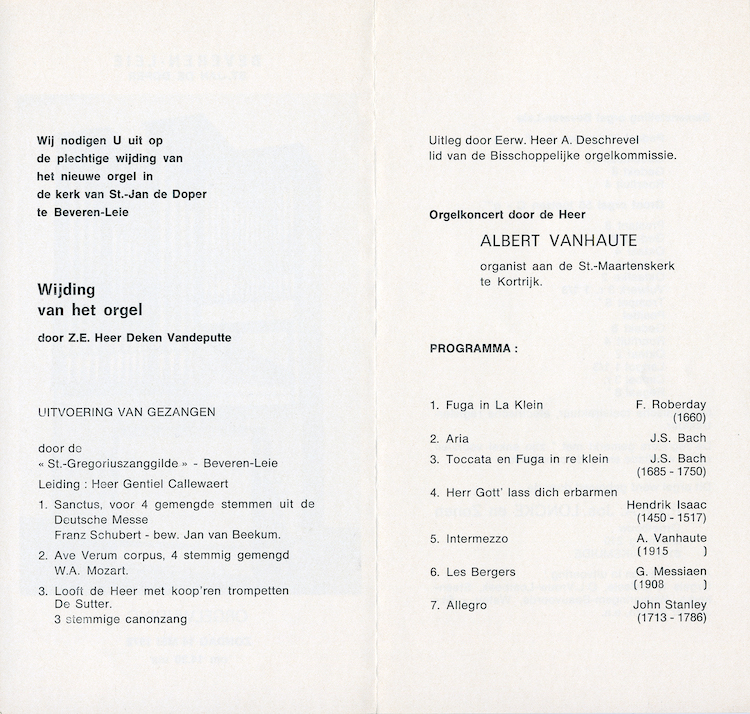 Wij nodigen U uit op
de plechtige wijding van
het nieuwe orgel in
de kerk van St.-Jan de Doper
te Beveren-Leie
Wijding
van het orgel
door Z.E. Heer Deken Vandeputte
UITVOERING VAN GEZANGEN
door de
« St.-Gregoriuszanggilde » - Beveren-Leie
Leiding : Heer Gentiel Callewaert
1. Sanctus, voor 4 gemengde stemmen uit de
Deutsche Messe
Franz Schubert - bew. Jan van Beekum.
2. Ave Verum corpus, 4 stemmig gemengd
W.A. Mozart.
3. Looft de Heer met koop'ren trompetten
De Sutter.
3 stemmige canonzang
Uitleg door Eerw. Heer A. Deschrevel
lid van de Bisschoppelijke orgelkommissie.
Orgelkoncert door de Heer
ALBERT VANHAUTE
organist aan de St.-Maartenskerk
te Kortrijk.
PROGRAMMA :
1. Fuga in La Klein F. Roberday
(1660)
2. Aria J.S. Bach
3. Toccata en Fuga in re klein J.S. Bach
(1685 - 1750)
4. Herr Gott' lass dich erbarmen
Hendrik Isaac
(1450 - 1517)
5. Intermezzo A. Vanhaute
(1915 )
6. Les Bergers G. Messiaen
(1908 )
7. Allegro John Stanley
(1713 - 1786)